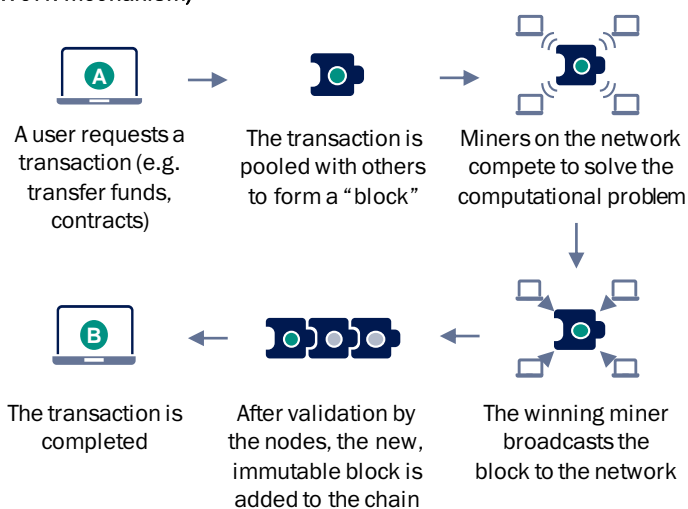 A
A user requests a
transaction (e.g.
transfer funds,
contracts)
The transaction is
pooled with others
to form a “block”
Miners on the network
compete to solve the
computational problem
The winning miner
broadcasts the
block to the network
After validation by
the nodes, the new,
immutable block is
added to the chain
B
The transaction is
completed